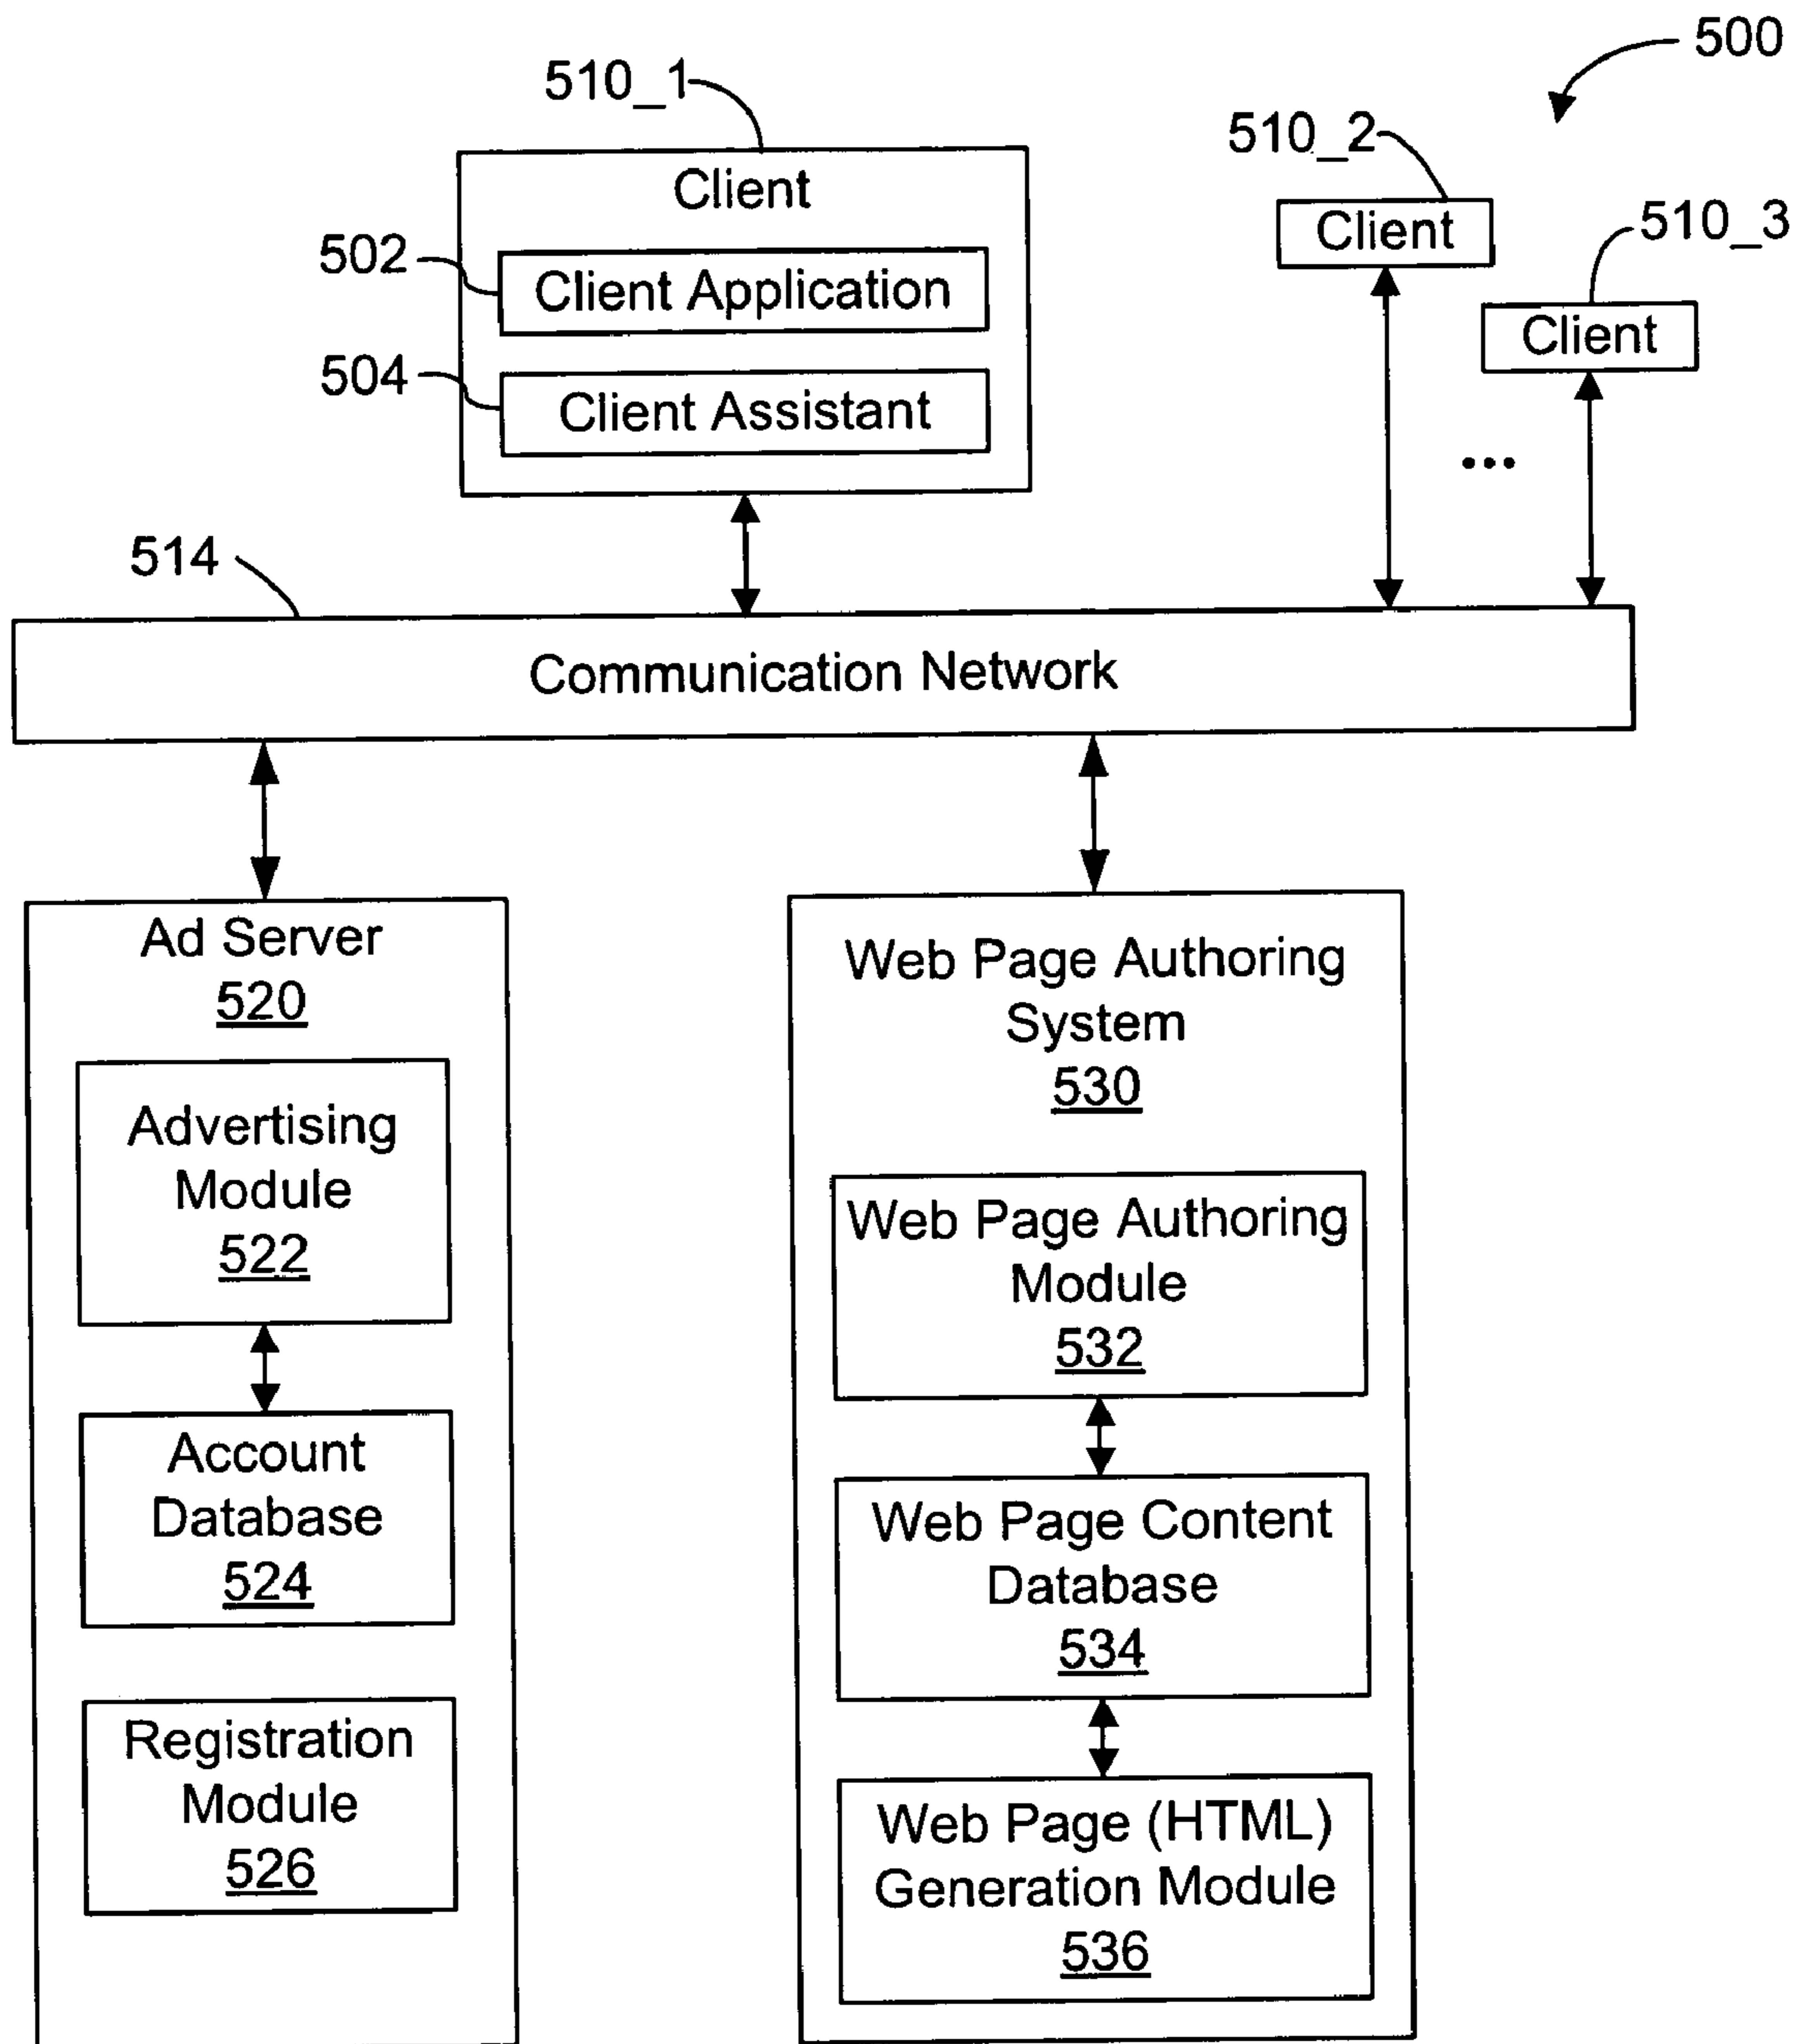 500
510_1
510_2
Client
510_3
Client
502
Client Application
Client
504
Client Assistant
...
514
Communication Network
Ad Server
520
Advertising
Module
522
Account
Database
524
Registration
Module
526
Web Page Authoring
System
530
Web Page Authoring
Module
532
Web Page Content
Database
534
Web Page (HTML)
Generation Module
536